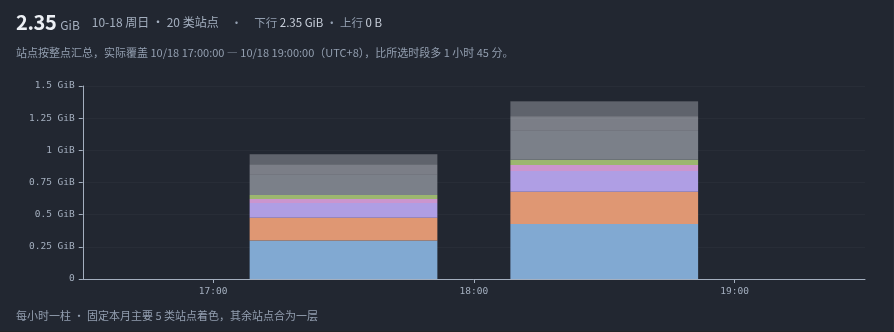 2.35 GiB 10-18 周日 · 20 类站点 · 下行 2.35 GiB · 上行 0 B
站点按整点汇总，实际覆盖 10/18 17:00:00 — 10/18 19:00:00（UTC+8），比所选时段多 1 小时 45 分。
1.5 GiB
1.25 GiB
1 GiB
0.75 GiB
0.5 GiB
0.25 GiB
0
17:00 18:00 19:00
每小时一柱 · 固定本月主要 5 类站点着色，其余站点合为一层